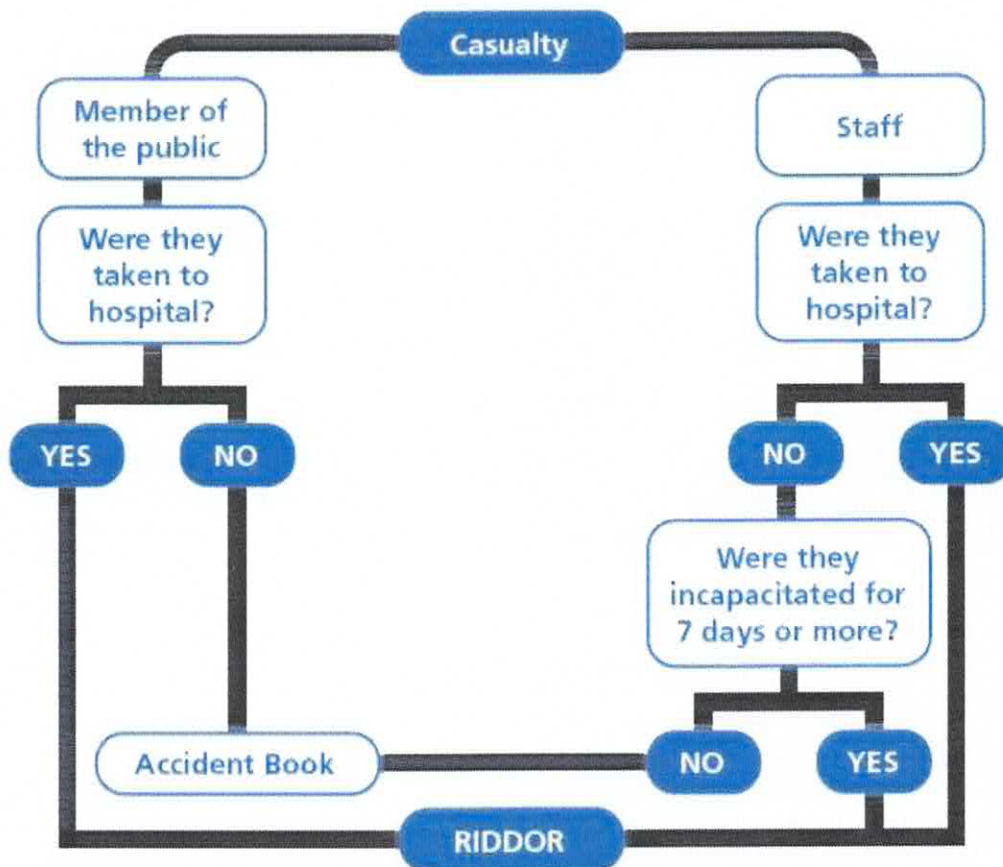 Casualty
Member of
the public
Staff
Were they
taken to
hospital?
Were they
taken to
hospital?
YES
NO
NO
YES
Were they
incapacitated for
7 days or more?
Accident Book
NO
YES
RIDDOR